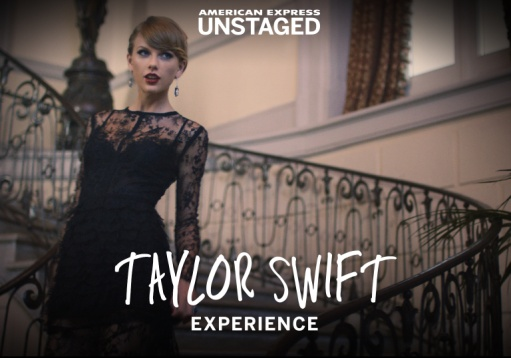 AMERICAN EXPRESS
UNSTAGED
TAYLOR SWIFT
EXPERIENCE